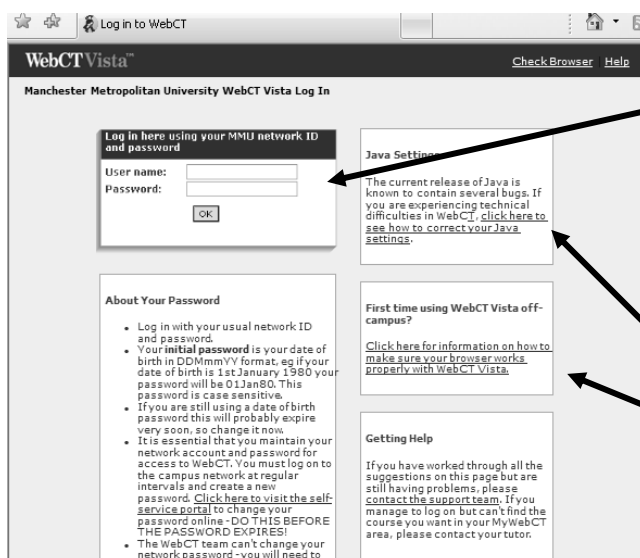 Log in to WebCT
WebCT Vista™
Check Browser Help
Manchester Metropolitan University WebCT Vista Log In
Log in here using your MMU network ID
and password
User name:
Password:
OK
About Your Password
Log in with your usual network ID
and password.
Your initial password is your date of
birth in DDMmmYY format, eg if your
date of birth is 1st January 1980 your
password will be 01Jan80. This
password is case sensitive.
If you are still using a date of birth
password this will probably expire
very soon, so change it now.
It is essential that you maintain your
network account and password for
access to WebCT. You must log on to
the campus network at regular
intervals and create a new
password. Click here to visit the self-
service portal to change your
password online - DO THIS BEFORE
THE PASSWORD EXPIRES!
The WebCT team can't change your
network password - you will need to
Java Settings
The current release of Java is
known to contain several bugs. If
you are experiencing technical
difficulties in WebCT, click here to
see how to correct your Java
settings.
First time using WebCT Vista off-
campus?
Click here for information on how to
make sure your browser works
properly with WebCT Vista.
Getting Help
If you have worked through all the
suggestions on this page but are
still having problems, please
contact the support team. If you
manage to log on but can't find the
course you want in your MyWebCT
area, please contact your tutor.